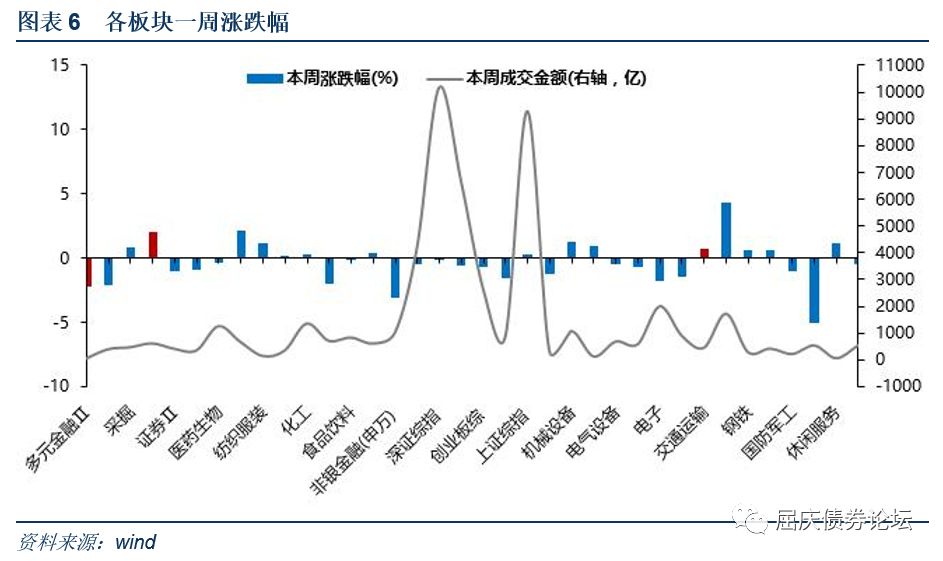 图表 6 各板块一周涨跌幅
本周涨跌幅(%) 本周成交金额(右轴，亿)
15 11000
10000
10 9000
8000
7000
5 6000
5000
0 4000
3000
-5 2000
1000
0
-10 -1000
多元金融Ⅱ 采掘 证券Ⅱ 医药生物 纺织服装 化工 食品饮料 非银金融(申万) 深证综指 创业板综 上证综指 机械设备 电气设备 电子 交通运输 钢铁 国防军工 休闲服务
屈庆债券论坛
资料来源：wind